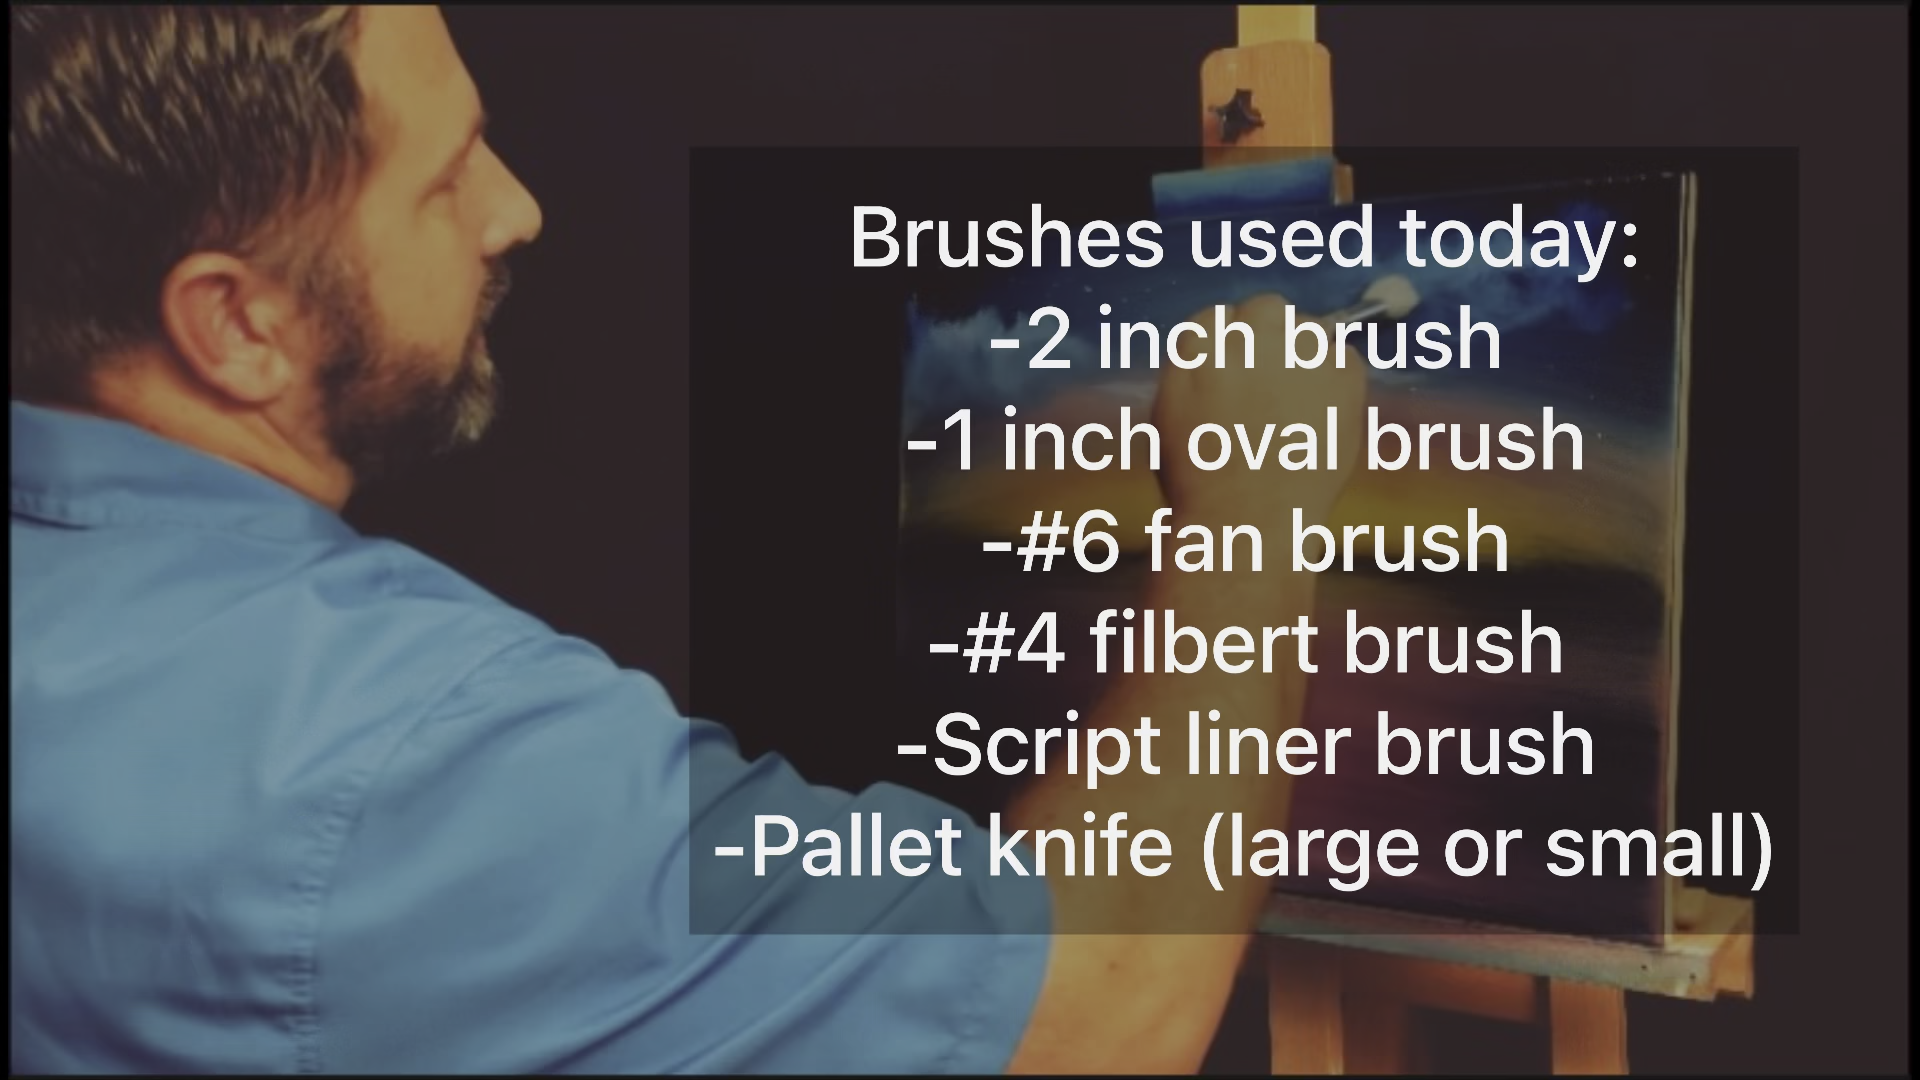 Brushes used today:
-2 inch brush
-1 inch oval brush
-#6 fan brush
-#4 filbert brush
-Script liner brush
-Pallet knife (large or small)